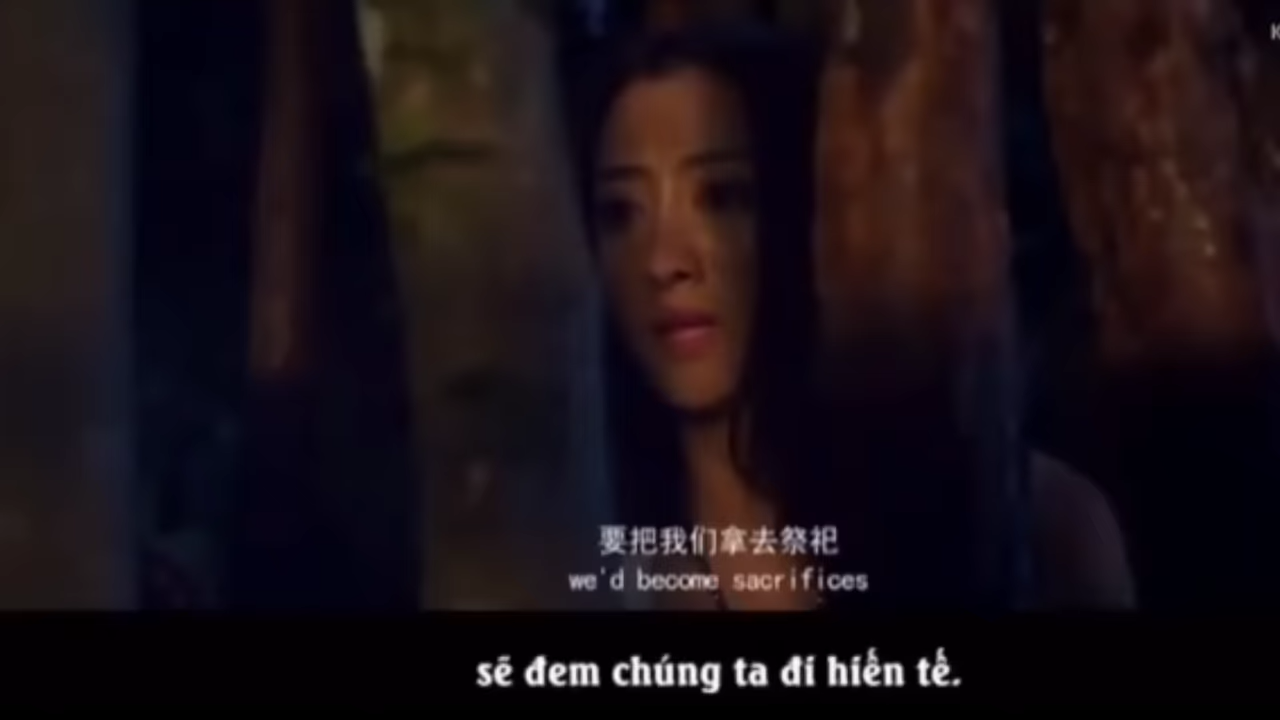 K
要把我们拿去祭祀
we'd become sacrifices
sẽ đem chúng ta đi hiến tế.